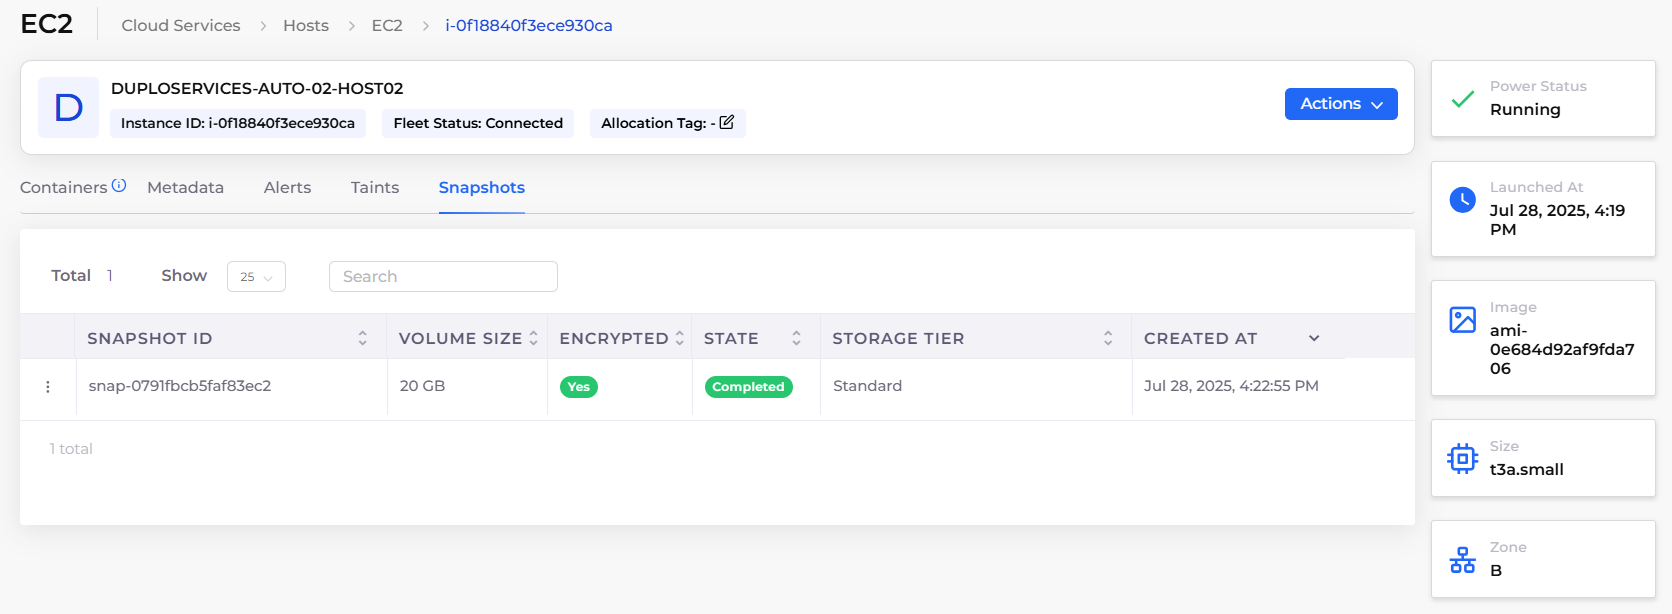 EC2
Cloud Services > Hosts > EC2 > i-0f18840f3ece930ca
D
DUPLOSERVICES-AUTO-02-HOST02
Instance ID: i-0f18840f3ece930ca
Fleet Status: Connected
Allocation Tag: -
Actions
Containers Metadata Alerts Taints Snapshots
Total 1 Show 25 Search
SNAPSHOT ID VOLUME SIZE ENCRYPTED STATE STORAGE TIER CREATED AT
snap-0791fbcb5faf83ec2 20 GB Yes Completed Standard Jul 28, 2025, 4:22:55 PM
1 total
Power Status
Running
Launched At
Jul 28, 2025, 4:19
PM
Image
ami-
0e684d92af9fda7
06
Size
t3a.small
Zone
B